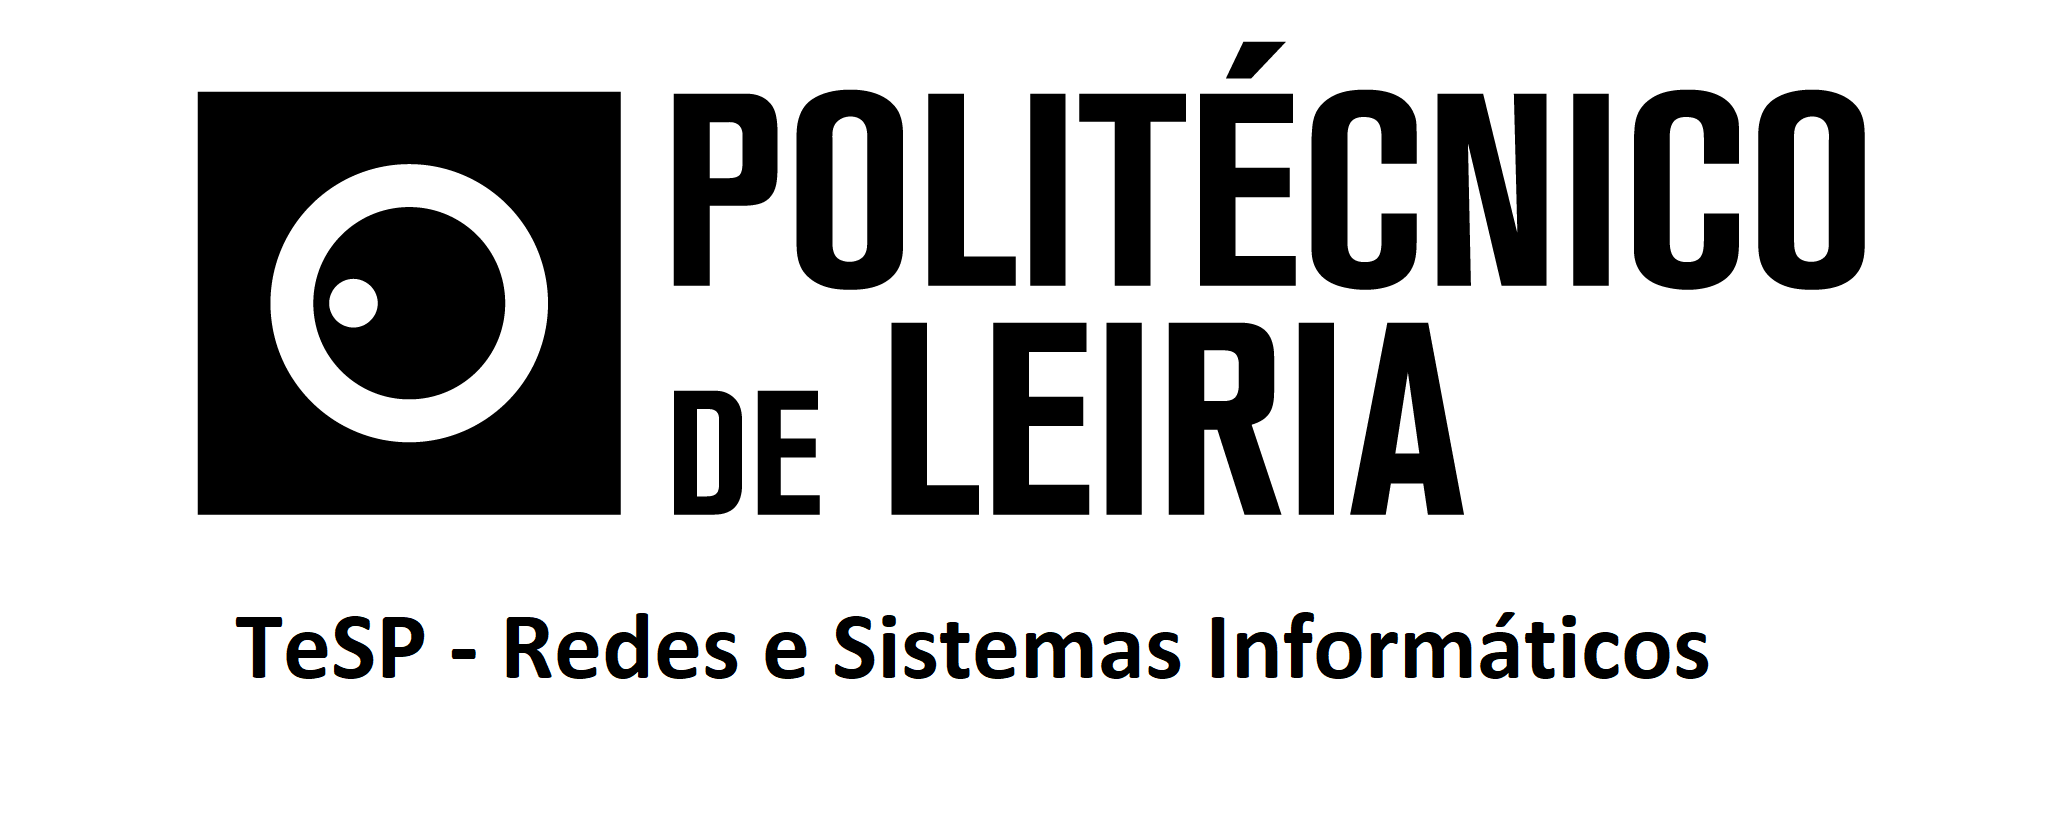 POLITÉCNICO
DE LEIRIA
TeSP - Redes e Sistemas Informáticos